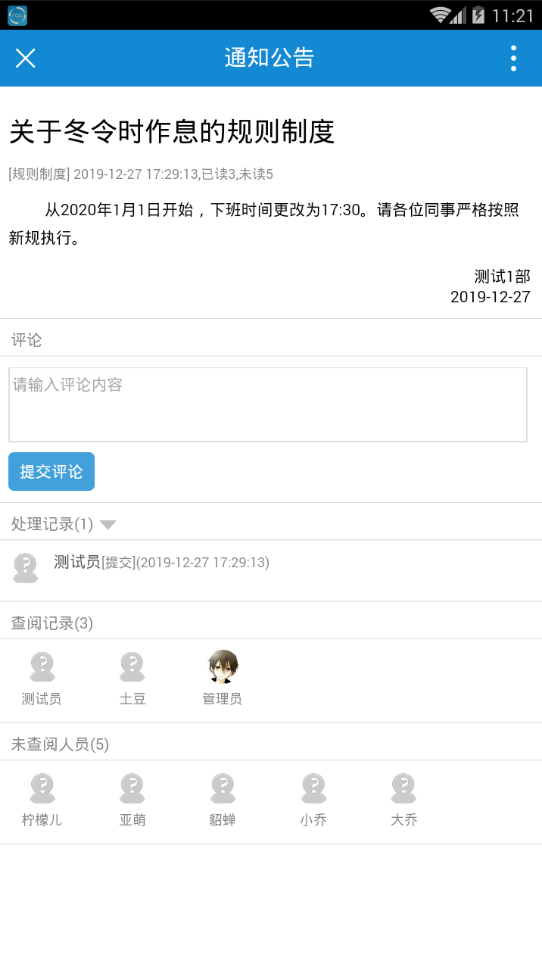 11:21
通知公告
关于冬令时作息的规则制度
[规则制度] 2019-12-27 17:29:13,已读3,未读5
从2020年1月1日开始，下班时间更改为17:30。请各位同事严格按照
新规执行。
测试1部
2019-12-27
评论
请输入评论内容
提交评论
处理记录(1)
测试员[提交](2019-12-27 17:29:13)
查阅记录(3)
测试员 土豆 管理员
未查阅人员(5)
柠檬儿 亚萌 貂蝉 小乔 大乔